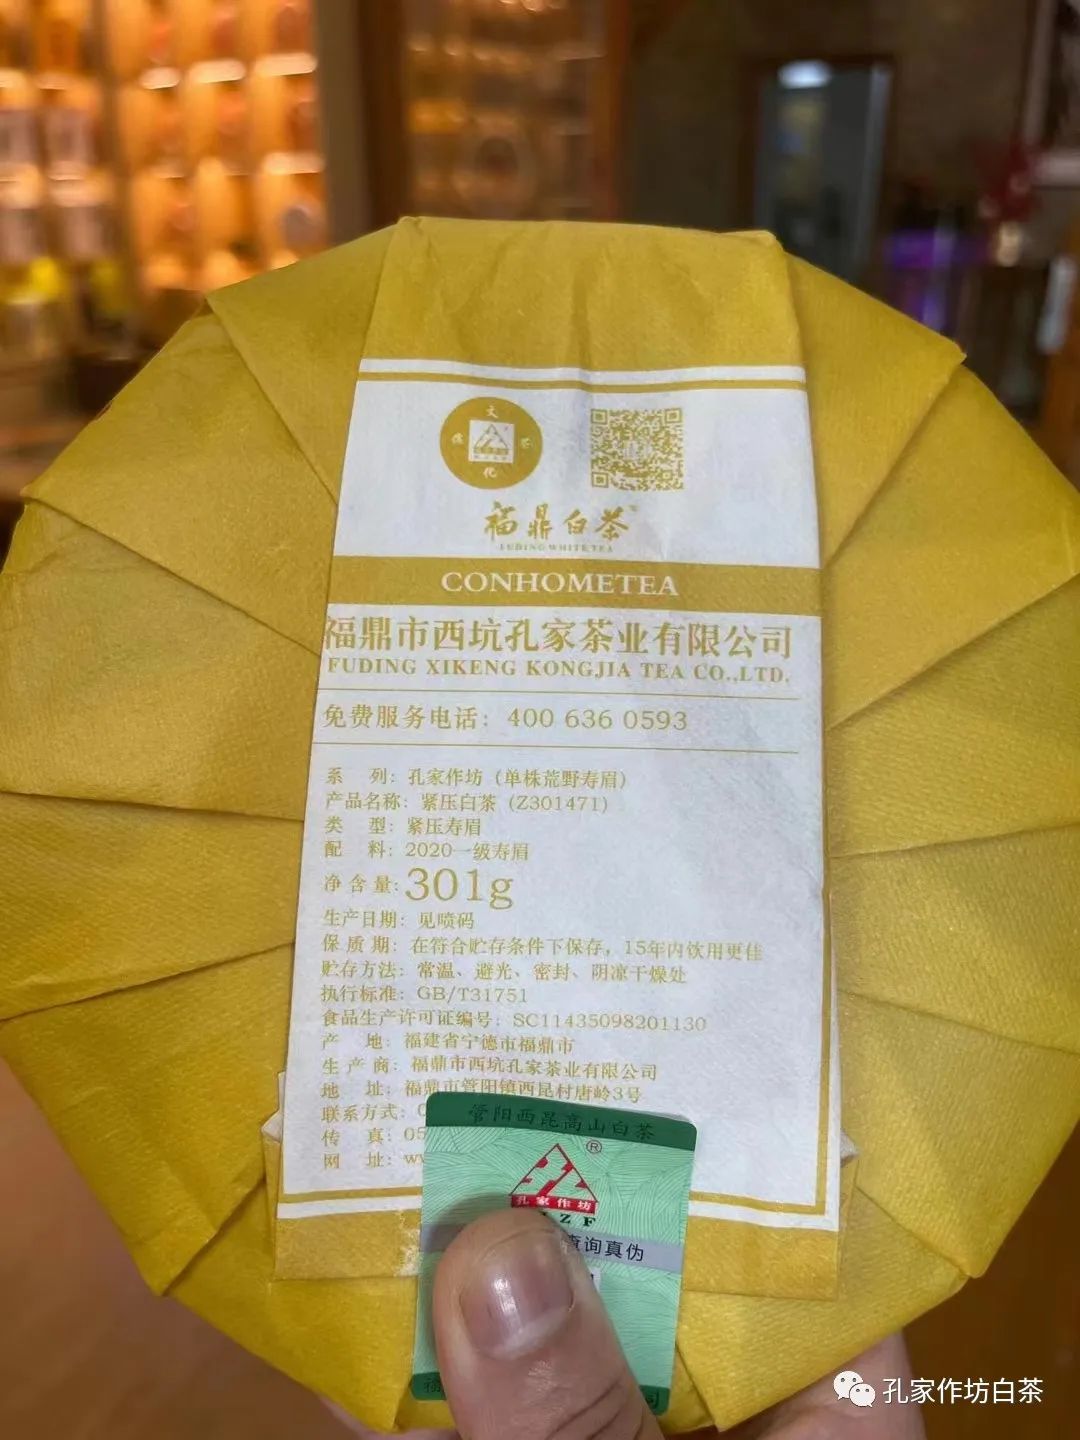 文
儒 茶
化
福鼎白茶
FUDING WHITE TEA
CONHOMETEA
福鼎市西坑孔家茶业有限公司
FUDING XIKENG KONGJIA TEA CO.,LTD.
免费服务电话：400 636 0593
系 列：孔家作坊（单株荒野寿眉）
产品名称：紧压白茶（Z301471）
类 型：紧压寿眉
配 料：2020一级寿眉
净含量：301g
生产日期：见喷码
保质期：在符合贮存条件下保存，15年内饮用更佳
贮存方法：常温、避光、密封、阴凉干燥处
执行标准：GB/T31751
食品生产许可证编号：SC11435098201130
产 地：福建省宁德市福鼎市
生产商：福鼎市西坑孔家茶业有限公司
地 址：福鼎市管阳镇西昆村唐岭3号
联系方式：0
传 真：05
网 址：
管阳西昆高山白茶
®
孔家作坊
ZF
查询真伪
孔家作坊白茶